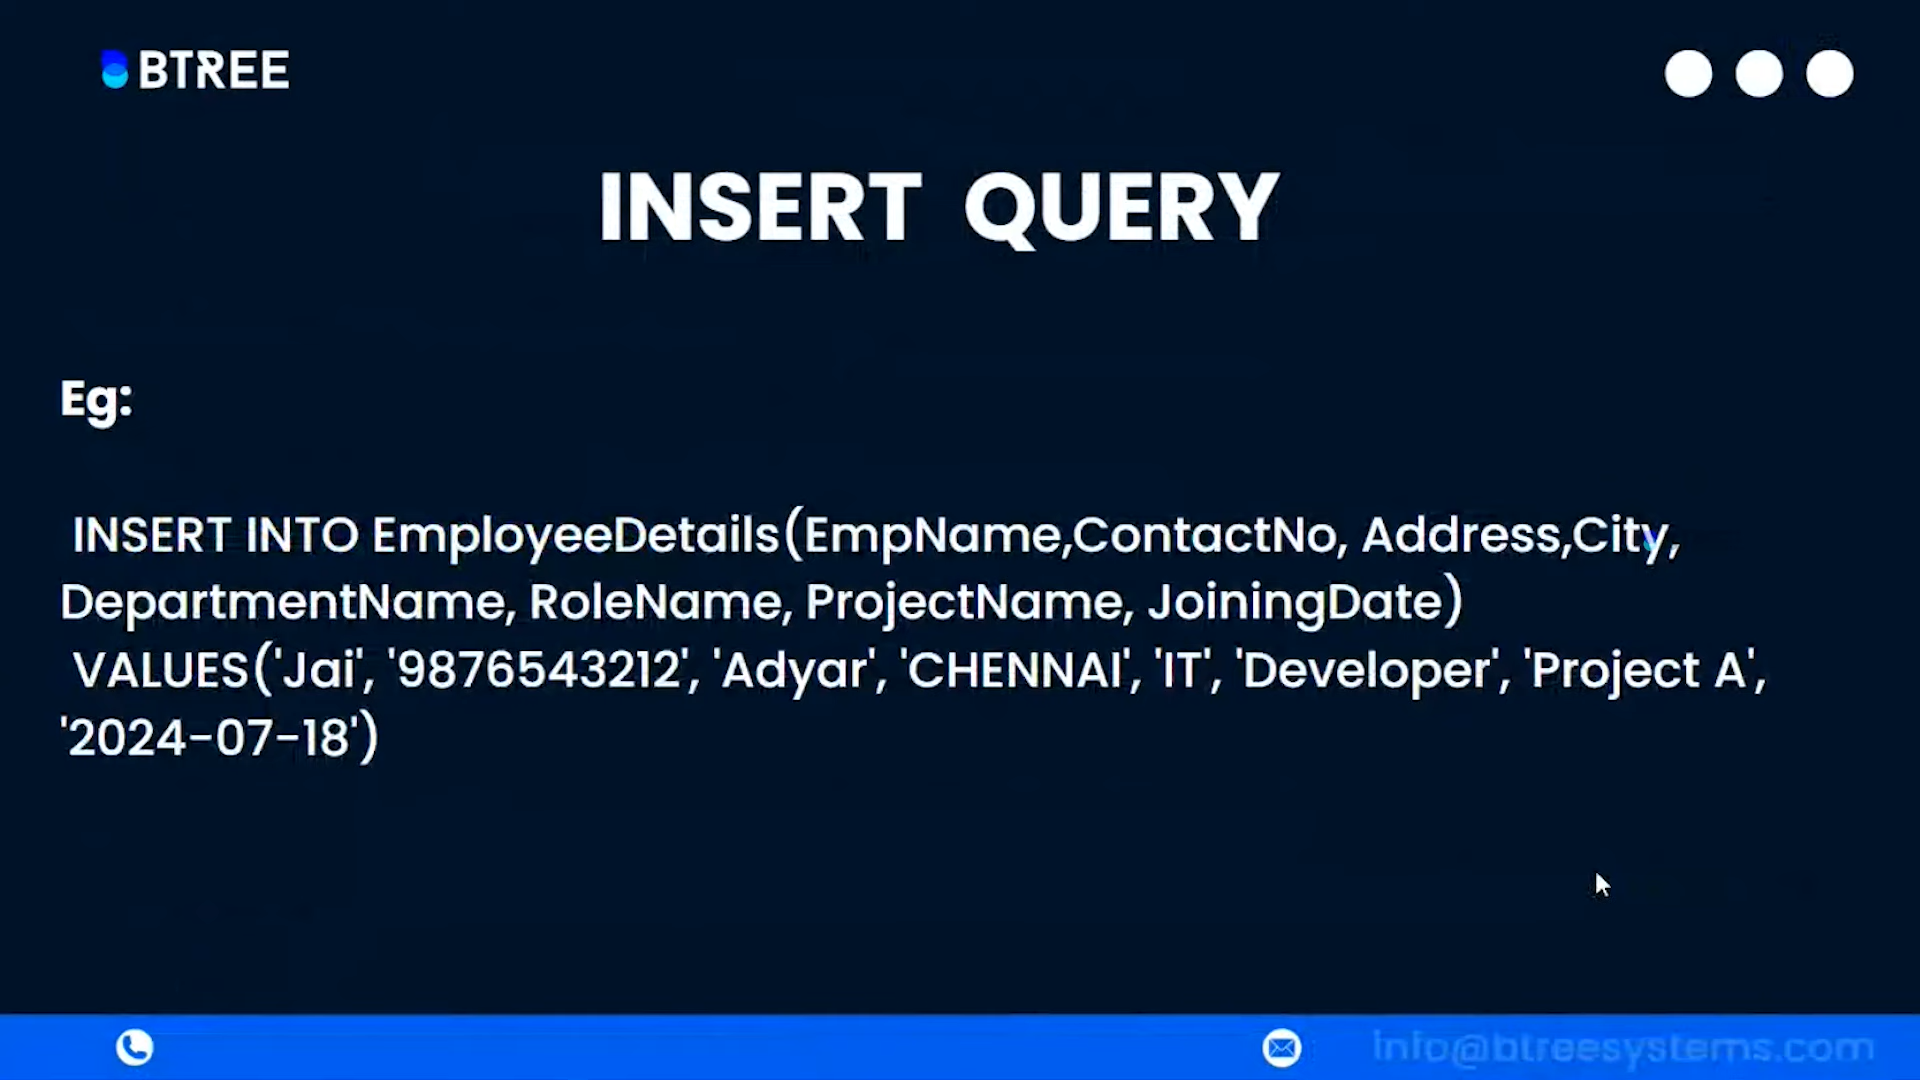 BTREE
INSERT QUERY
Eg:
INSERT INTO EmployeeDetails(EmpName,ContactNo, Address,City,
DepartmentName, RoleName, ProjectName, JoiningDate)
VALUES('Jai', '9876543212', 'Adyar', 'CHENNAI', 'IT', 'Developer', 'Project A',
'2024-07-18')
Info@btreesystems.com